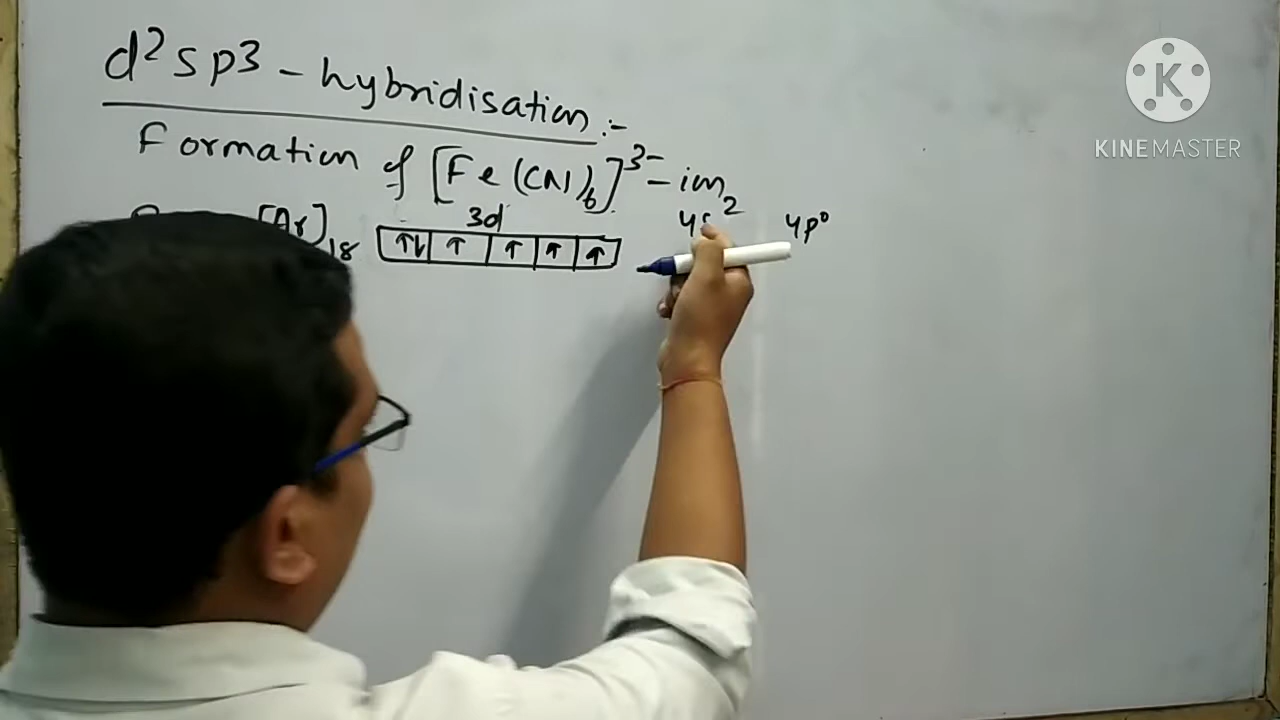 d²sp3 - hybridisation :-
Formation of [Fe(CN)6]³⁻ - ion
3d 4s² 4p⁰
[Ar]18 ↑↓ ↑ ↑ ↑ ↑
K
KINEMASTER